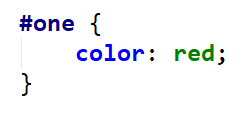 #one {
    color: red;
}